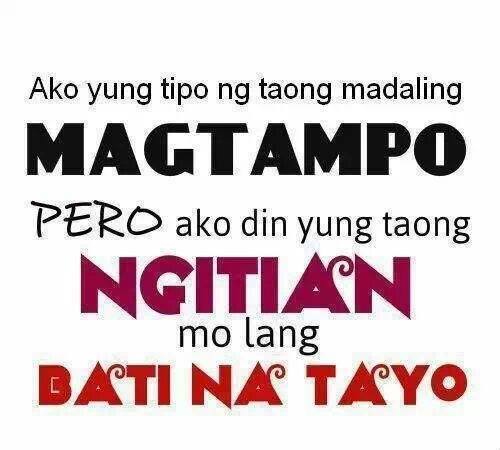 Ako yung tipo ng taong madaling
MAGTAMPO
PERO ako din yung taong
NGITIAN
mo lang
BATI NA TAYO